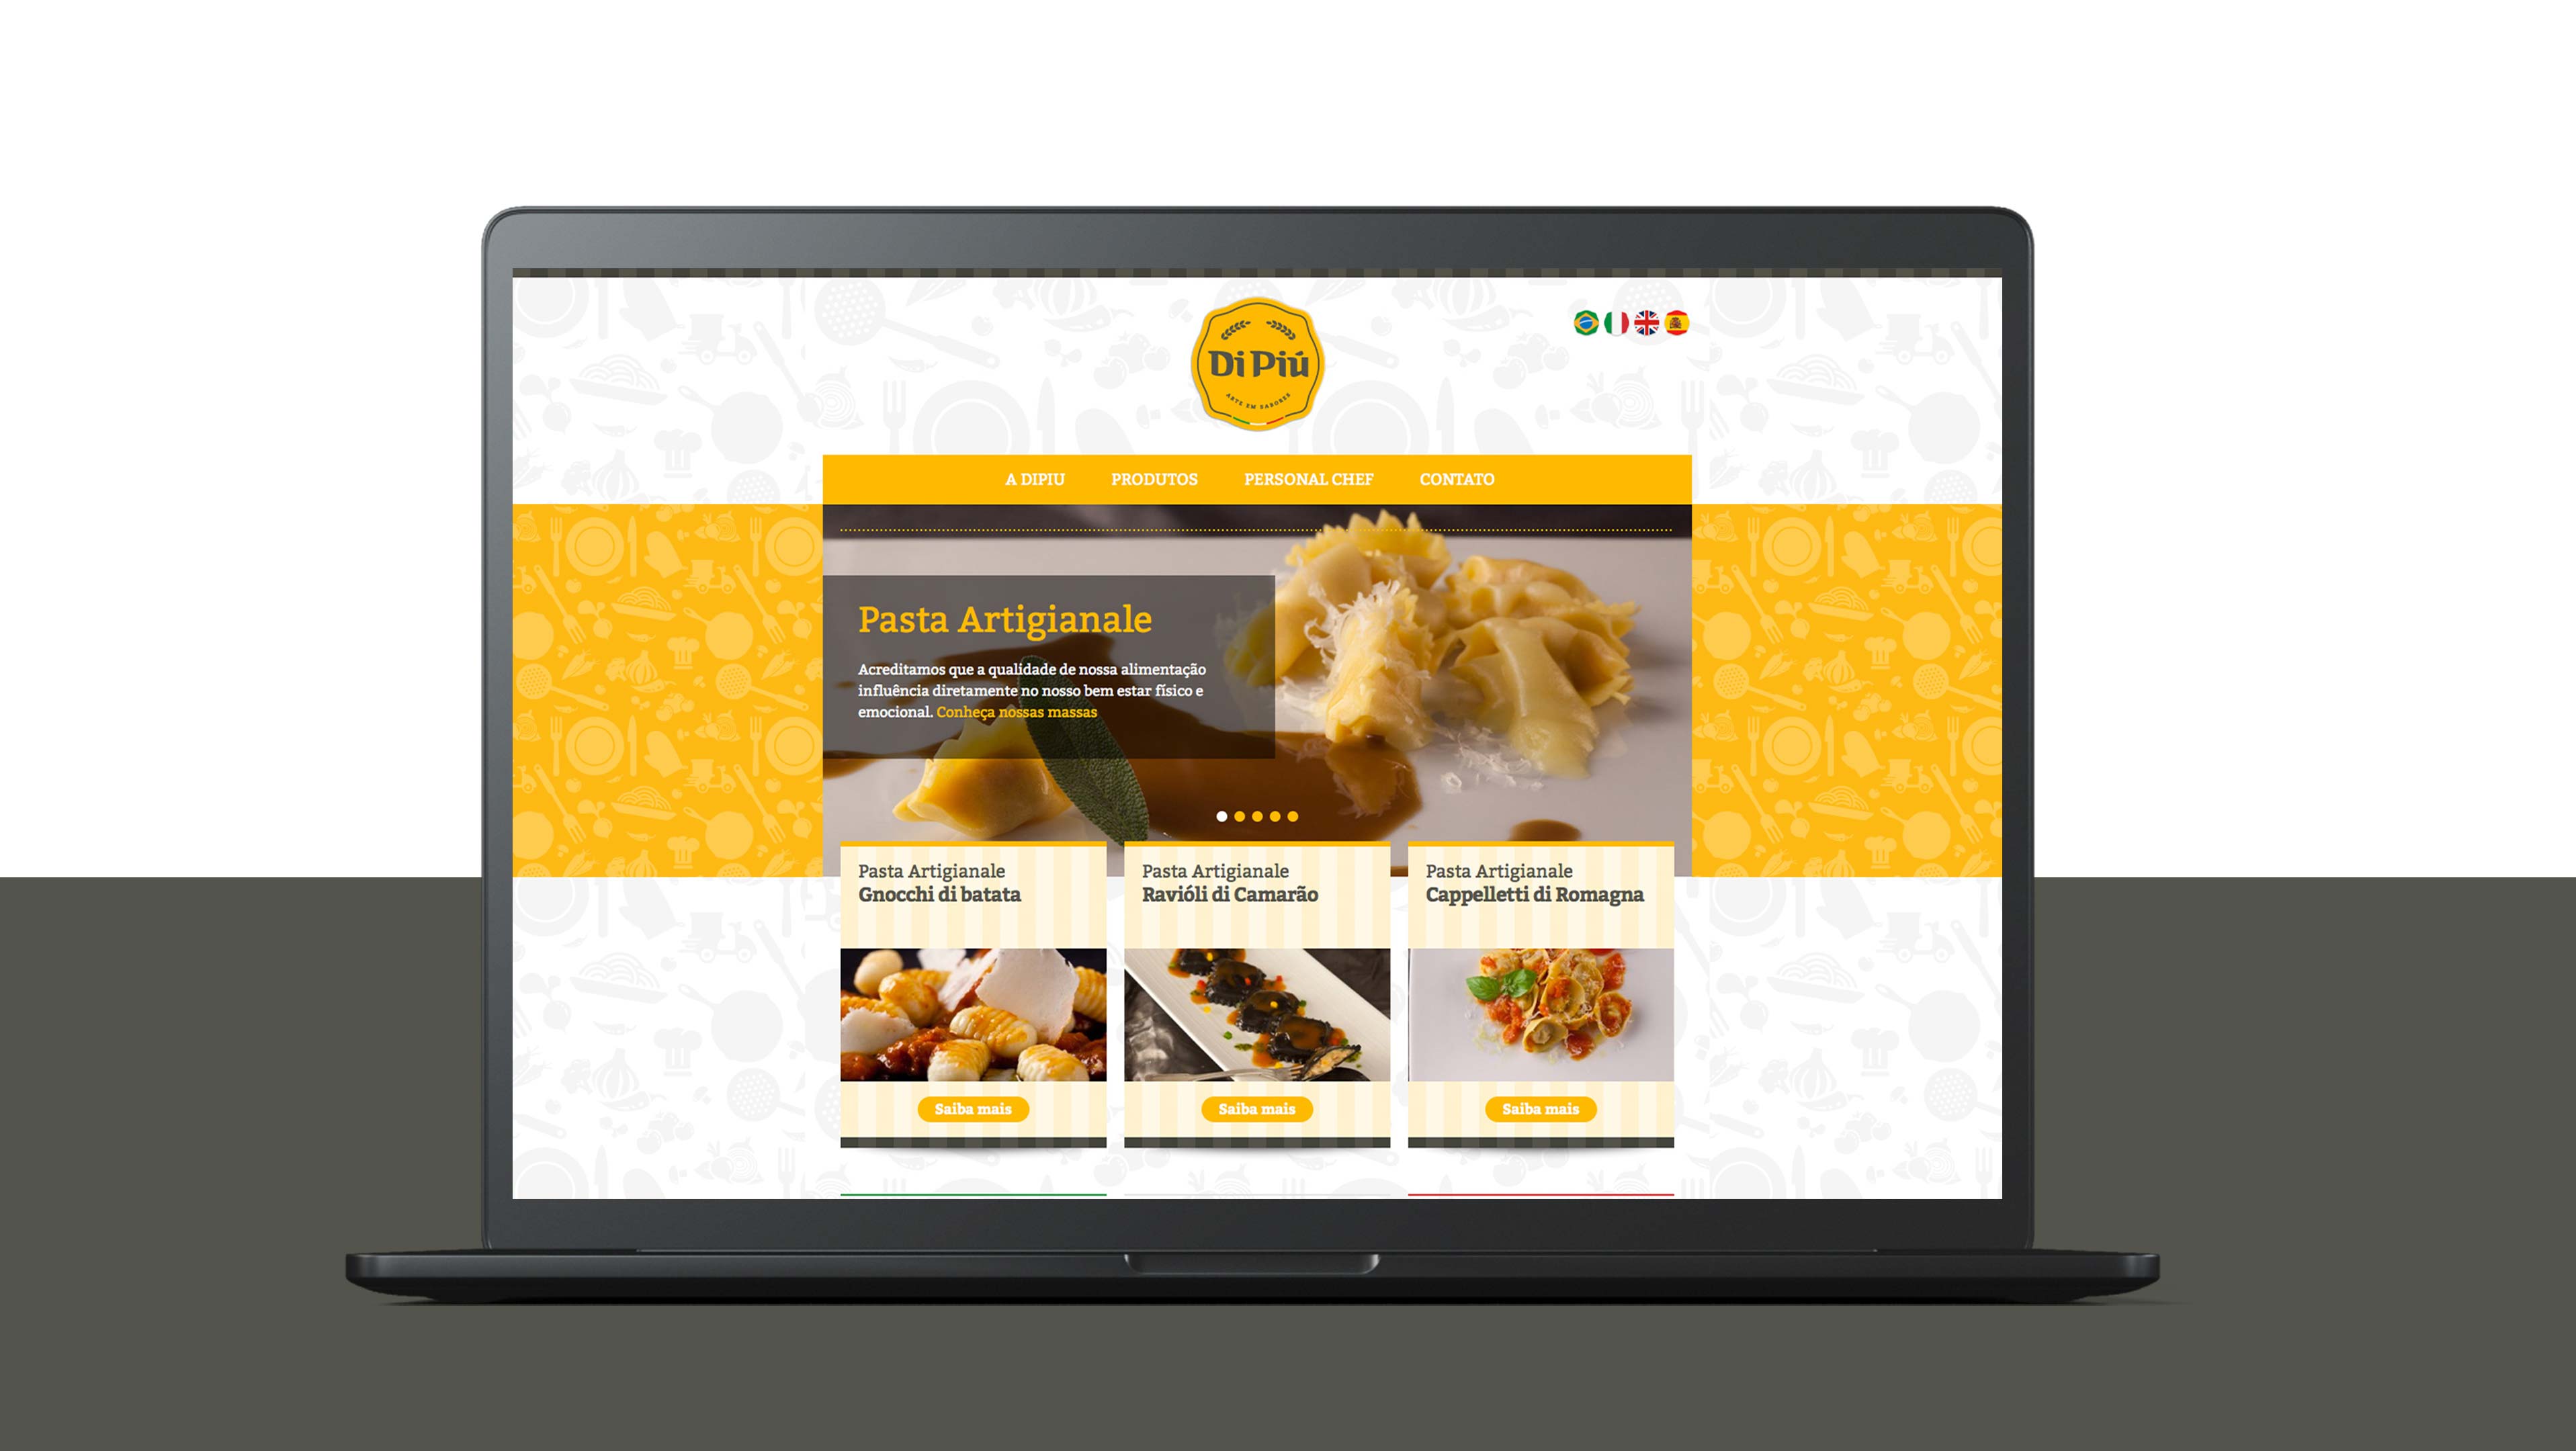 Di Piú
ARTE EM SABORES
A DIPIU PRODUTOS PERSONAL CHEF CONTATO
Pasta Artigianale
Acreditamos que a qualidade de nossa alimentação
influência diretamente no nosso bem estar físico e
emocional. Conheça nossas massas
Pasta Artigianale
Gnocchi di batata
Saiba mais
Pasta Artigianale
Ravióli di Camarão
Saiba mais
Pasta Artigianale
Cappelletti di Romagna
Saiba mais